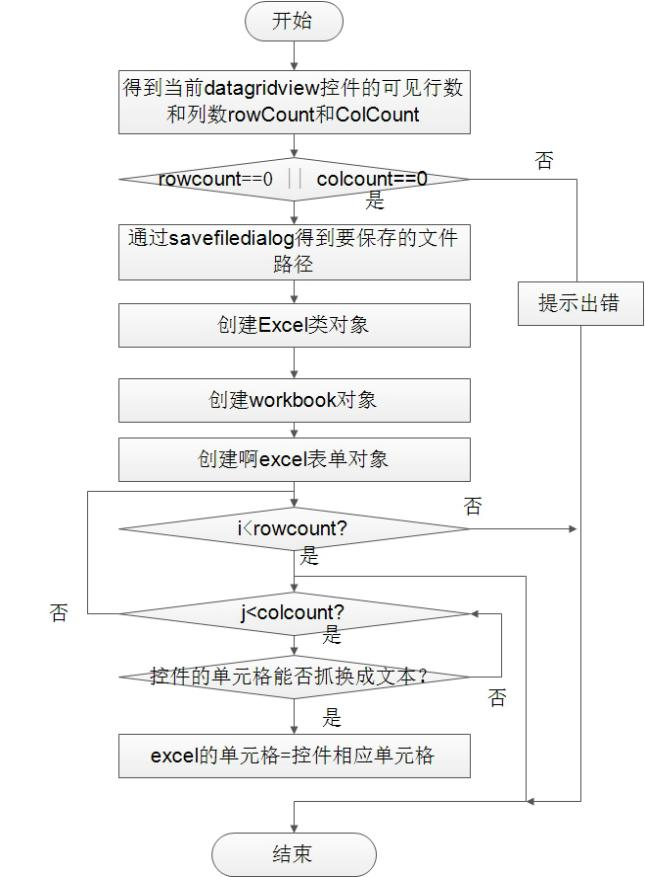 开始
得到当前datagridview控件的可见行数
和列数rowCount和ColCount
rowcount==0 || colcount==0
否
是
通过savefiledialog得到要保存的文件
路径
提示出错
创建Excel类对象
创建workbook对象
创建啊excel表单对象
否
i<rowcount?
是
否
j<colcount?
是
控件的单元格能否抓换成文本？
否
是
excel的单元格=控件相应单元格
结束